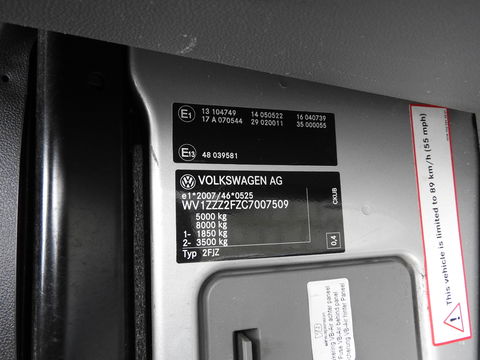 E1
13 104749 14 050522 16 040739
17 A 070544 29 020011 35 000055
E13
48 039581
VOLKSWAGEN AG
e1*2007/46*0525
WV1ZZZ2FZC7007509
5000 kg
8000 kg
1- 1850 kg
2- 3500 kg
Typ 2FJZ
0,4
This vehicle is limited to 89 km/h (55 mph)